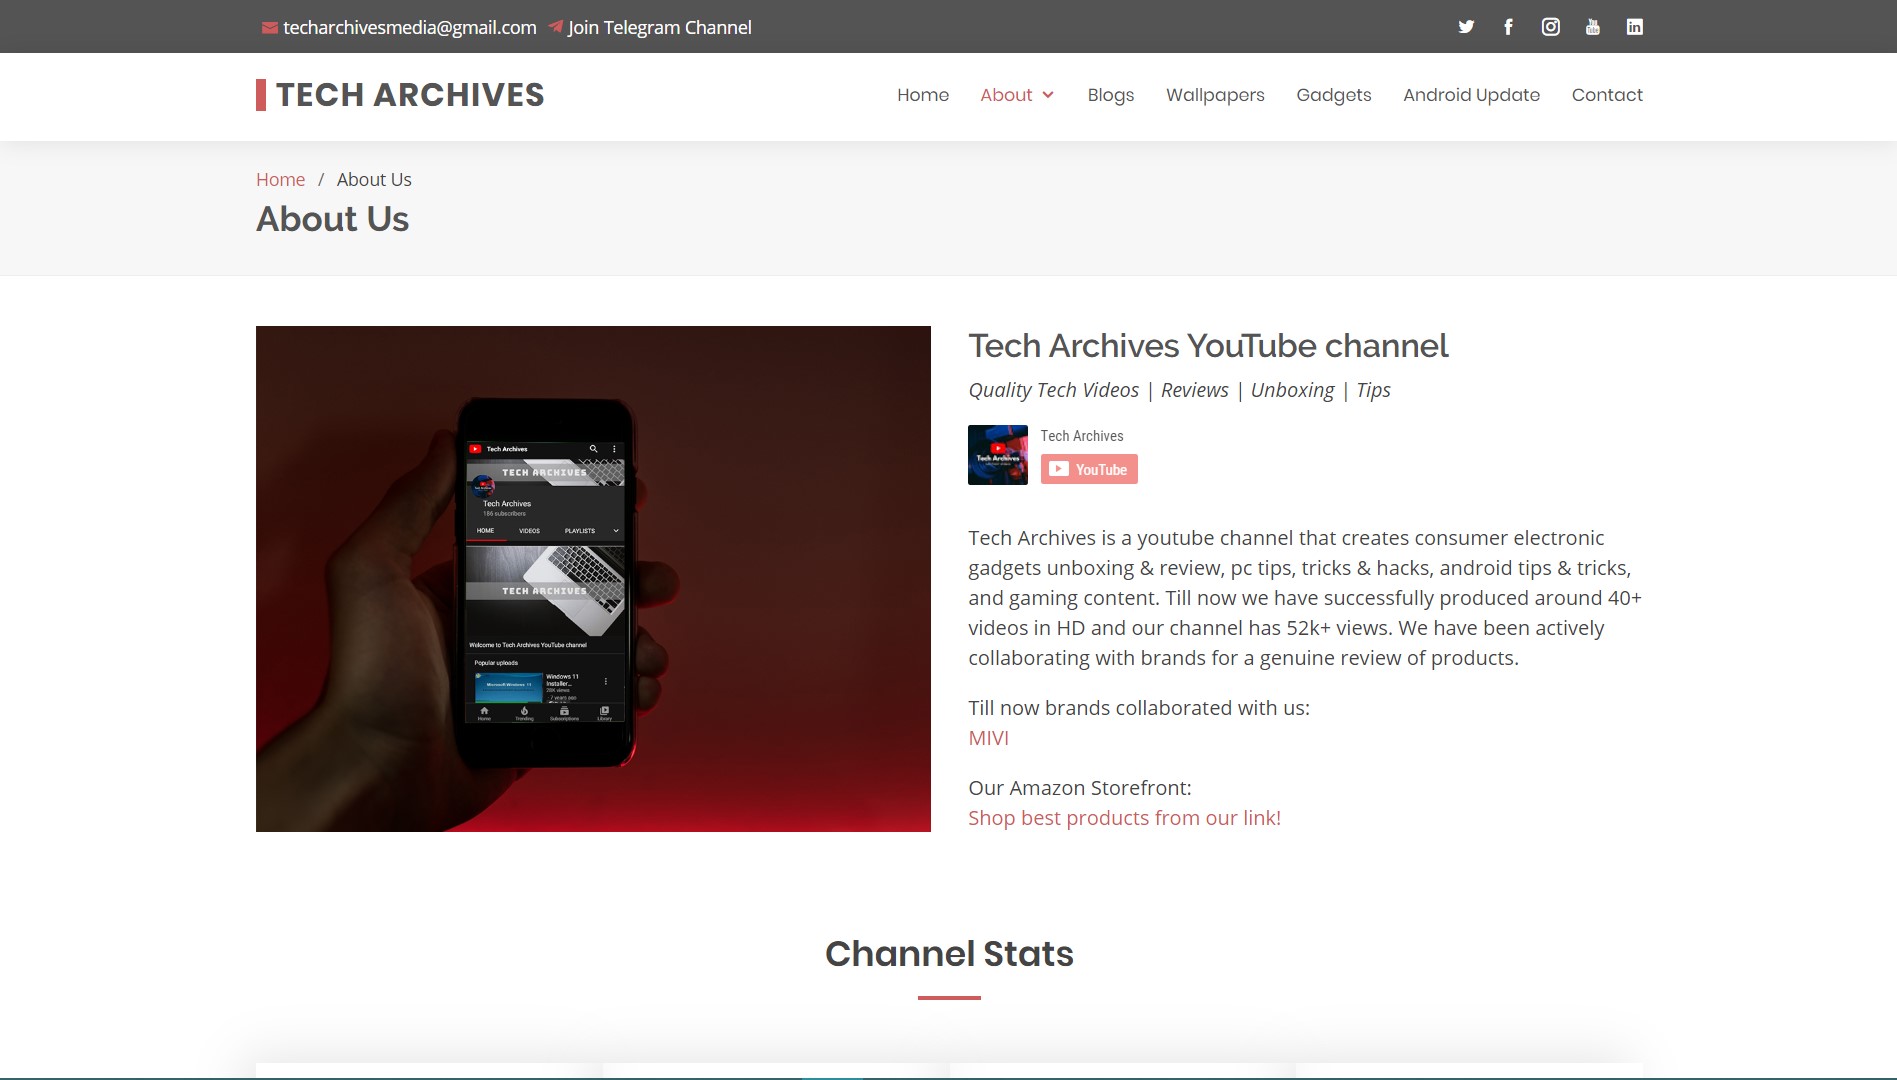 techarchivesmedia@gmail.com Join Telegram Channel
TECH ARCHIVES
Home About Blogs Wallpapers Gadgets Android Update Contact
Home / About Us
About Us
Tech Archives
TECH ARCHIVES
Tech Archives
186 subscribers
HOME VIDEOS PLAYLISTS
TECH ARCHIVES
Welcome to Tech Archives YouTube channel
Popular uploads
Windows 11
Installer...
Microsoft Windows 11
Home Trending Subscriptions Library
Tech Archives YouTube channel
Quality Tech Videos | Reviews | Unboxing | Tips
Tech Archives
Tech Archives
YouTube
Tech Archives is a youtube channel that creates consumer electronic
gadgets unboxing & review, pc tips, tricks & hacks, android tips & tricks,
and gaming content. Till now we have successfully produced around 40+
videos in HD and our channel has 52k+ views. We have been actively
collaborating with brands for a genuine review of products.
Till now brands collaborated with us:
MIVI
Our Amazon Storefront:
Shop best products from our link!
Channel Stats